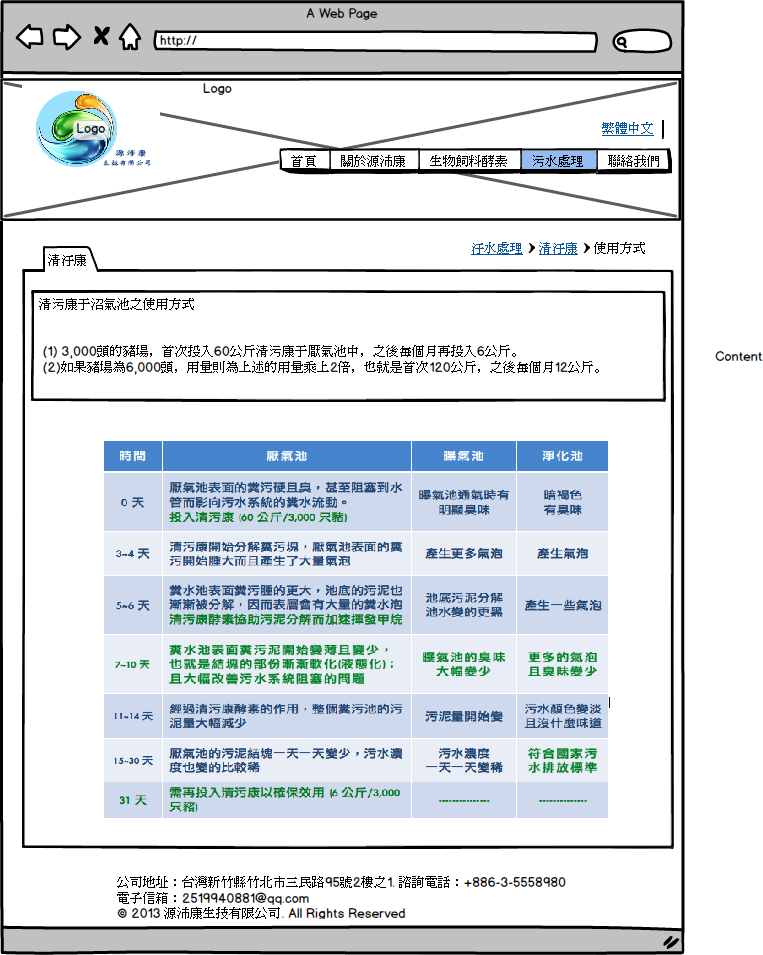 A Web Page
http://
Logo
Logo
源沛康
生技有限公司
繁體中文
首頁 關於源沛康 生物飼料酵素 污水處理 聯絡我們
汙水處理 清汙康 使用方式
清汙康
清污康于沼氣池之使用方式
(1) 3,000頭的豬場，首次投入60公斤清污康于厭氣池中，之後每個月再投入6公斤。
(2)如果豬場為6,000頭，用量則為上述的用量乘上2倍，也就是首次120公斤，之後每個月12公斤。
Content
時間 厭氣池 曝氣池 淨化池
0 天
厭氣池表面的糞污硬且臭，甚至阻塞到水
管而影向污水系統的糞水流動。
投入清污康 (60 公斤/3,000 只豬)
曝氣池通氣時有
明顯臭味
暗褐色
有臭味
3~4 天
清污康開始分解糞污塊，厭氣池表面的糞
污開始腫大而且產生了大量氣泡
產生更多氣泡
產生氣泡
5~6 天
糞水池表面糞污腫的更大，池底的污泥也
漸漸被分解，因而表層會有大量的糞水泡
清污康酵素協助污泥分解而加速揮發甲烷
池底污泥分解
池水變的更黑
產生一些氣泡
7~10 天
糞水池表面糞污泥開始變薄且變少，
也就是結塊的部份漸漸軟化(液態化)；
且大幅改善污水系統阻塞的問題
曝氣池的臭味
大幅變少
更多的氣泡
且臭味變少
11~14 天
經過清污康酵素的作用，整個糞污池的污
泥量大幅減少
污泥量開始變
污水顏色變淡
且沒什麼味道
15~30 天
厭氣池的污泥結塊一天一天變少，污水濃
度也變的比較稀
污水濃度
一天一天變稀
符合國家污
水排放標準
31 天
需再投入清污康以確保效用 (6 公斤/3,000
只豬)
---------------
--------------
公司地址：台灣新竹縣竹北市三民路95號2樓之1. 諮詢電話：+886-3-5558980
電子信箱：2519940881@qq.com
© 2013 源沛康生技有限公司. All Rights Reserved